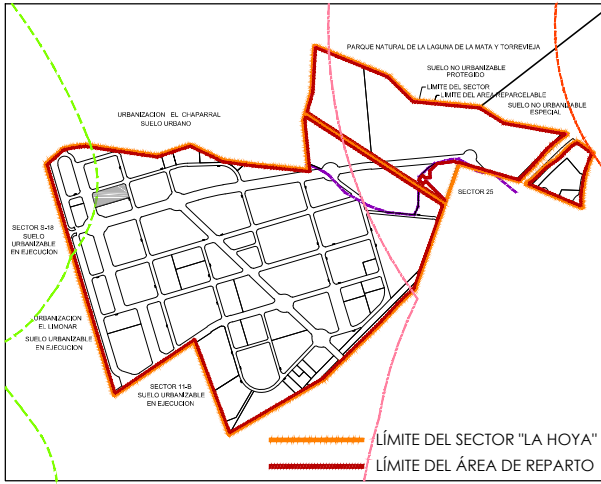 PARQUE NATURAL DE LA LAGUNA DE LA MATA Y TORREVIEJA
SUELO NO URBANIZABLE
PROTEGIDO
LÍMITE DEL SECTOR
LÍMITE DEL AREA REPARCELABLE
SUELO NO URBANIZABLE
ESPECIAL
URBANIZACION EL CHAPARRAL
SUELO URBANO
SECTOR 25
SECTOR S-18
SUELO
URBANIZABLE
EN EJECUCION
URBANIZACION
EL LIMONAR
SUELO URBANIZABLE
EN EJECUCION
SECTOR 11-B
SUELO URBANIZABLE
EN EJECUCION
LÍMITE DEL SECTOR "LA HOYA"
LÍMITE DEL ÁREA DE REPARTO